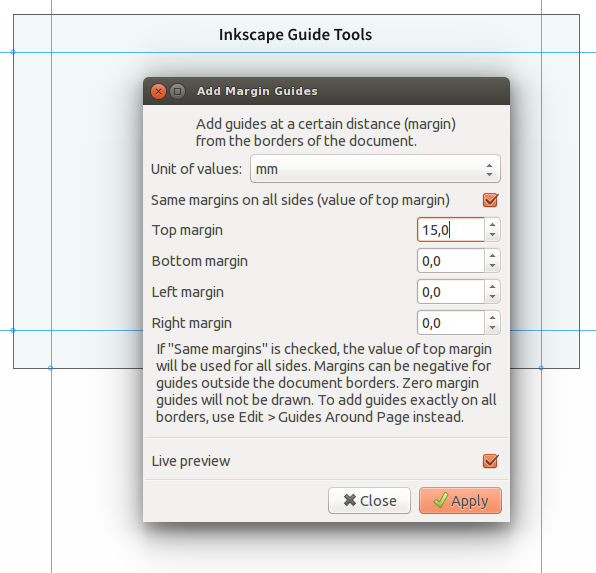 Inkscape Guide Tools
Add Margin Guides
Add guides at a certain distance (margin)
from the borders of the document.
Unit of values: mm
Same margins on all sides (value of top margin)
Top margin 15,0
Bottom margin 0,0
Left margin 0,0
Right margin 0,0
If "Same margins" is checked, the value of top margin
will be used for all sides. Margins can be negative for
guides outside the document borders. Zero margin
guides will not be drawn. To add guides exactly on all
borders, use Edit > Guides Around Page instead.
Live preview
Close Apply